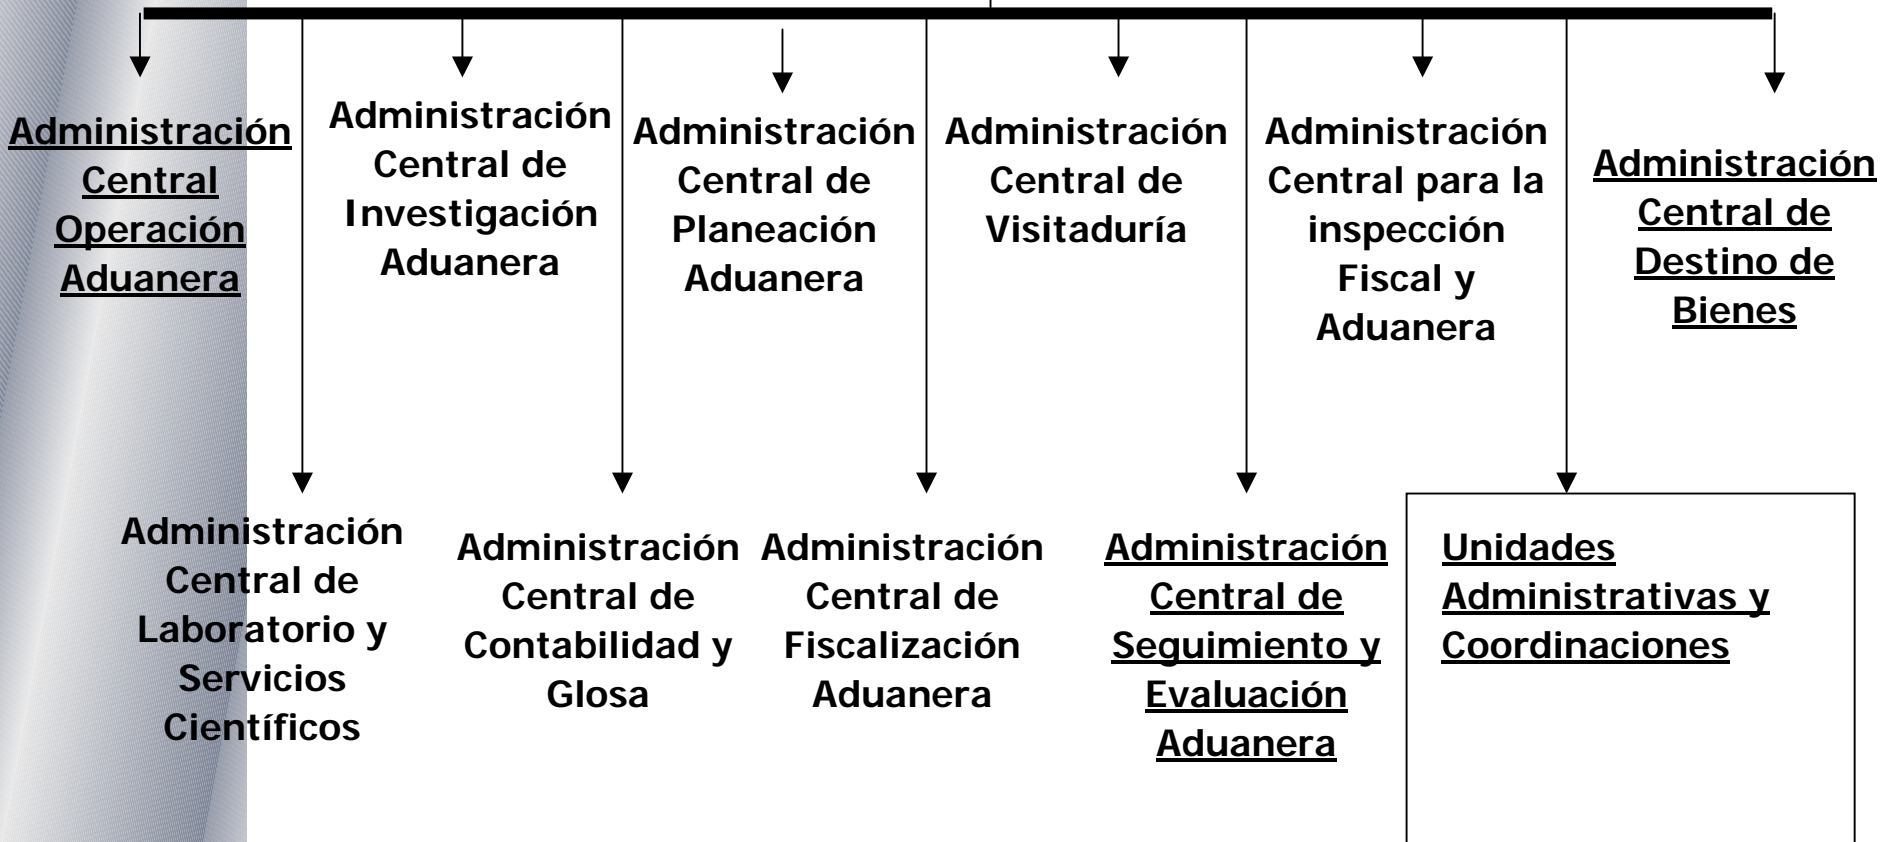 Administración
Central
Operación
Aduanera
Administración
Central de
Investigación
Aduanera
Administración
Central de
Planeación
Aduanera
Administración
Central de
Visitaduría
Administración
Central para la
inspección
Fiscal y
Aduanera
Administración
Central de
Destino de
Bienes
Administración
Central de
Laboratorio y
Servicios
Científicos
Administración
Central de
Contabilidad y
Glosa
Administración
Central de
Fiscalización
Aduanera
Administración
Central de
Seguimiento y
Evaluación
Aduanera
Unidades
Administrativas y
Coordinaciones